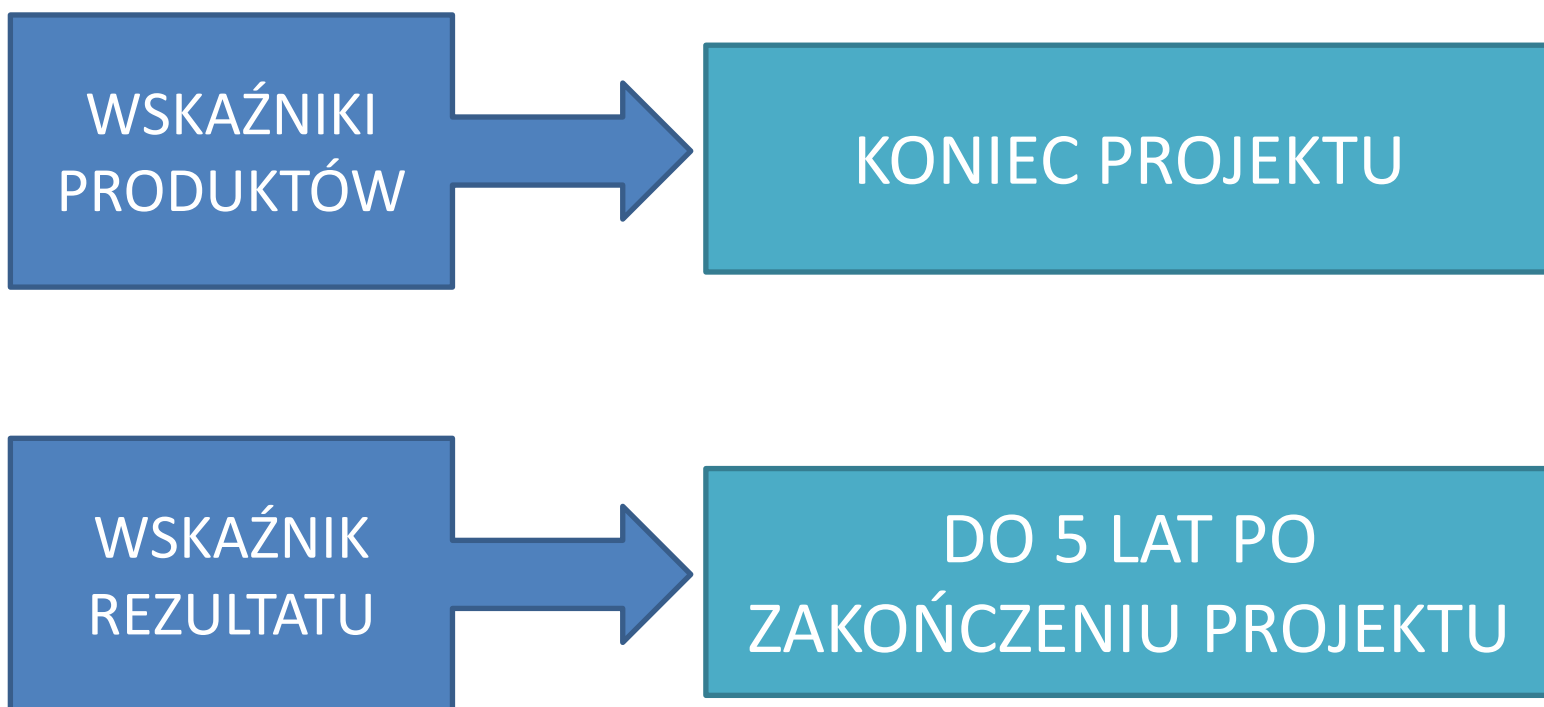 WSKAŹNIKI
PRODUKTÓW
KONIEC PROJEKTU
WSKAŹNIK
REZULTATU
DO 5 LAT PO
ZAKOŃCZENIU PROJEKTU